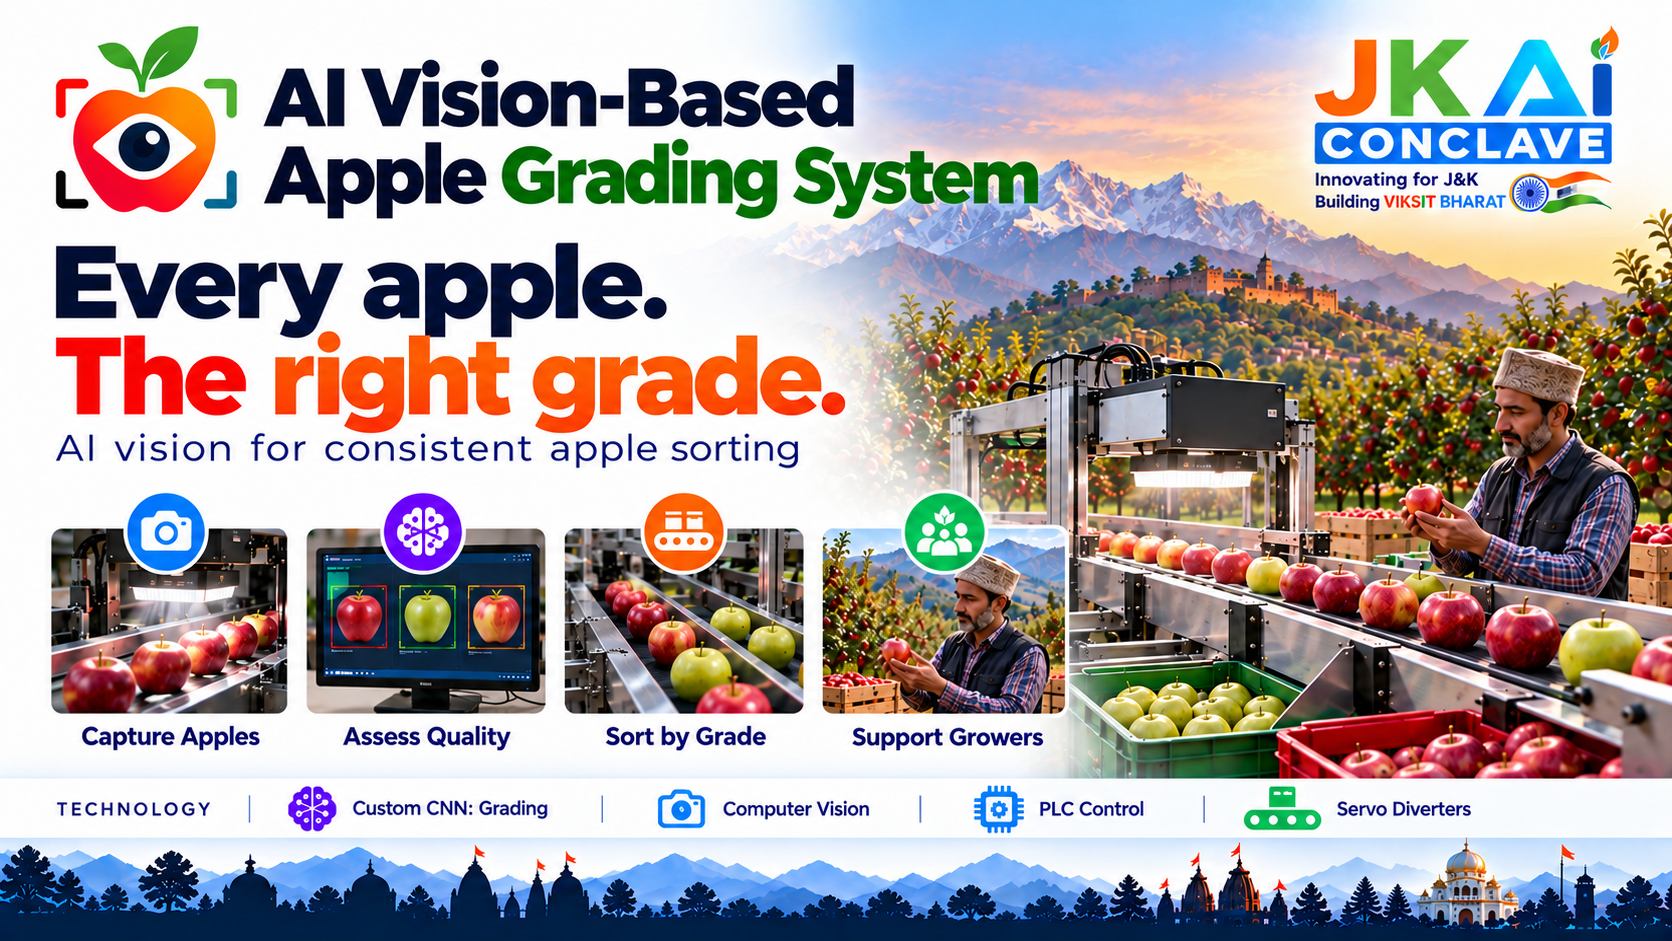 AI Vision-Based
Apple Grading System
JKAi
CONCLAVE
Innovating for J&K
Building VIKSIT BHARAT
Every apple.
The right grade.
AI vision for consistent apple sorting
Capture Apples
Assess Quality
Sort by Grade
Support Growers
TECHNOLOGY
Custom CNN: Grading
Computer Vision
PLC Control
Servo Diverters